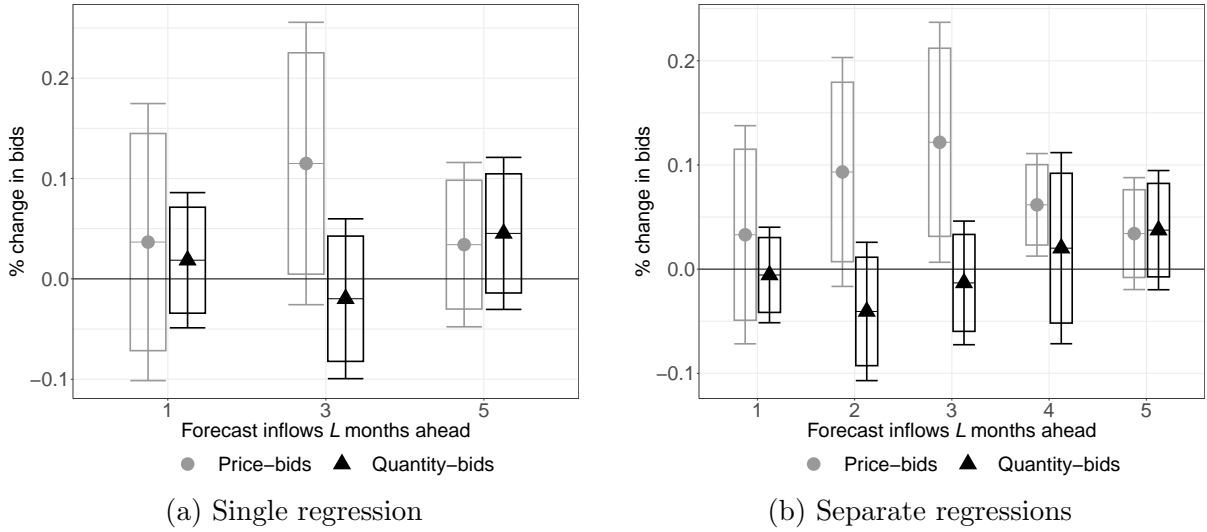 % change in bids
0.2
0.1
0.0
−0.1
1 3 5
Forecast inflows L months ahead
Price−bids Quantity−bids
(a) Single regression
% change in bids
0.2
0.1
0.0
−0.1
1 2 3 4 5
Forecast inflows L months ahead
Price−bids Quantity−bids
(b) Separate regressions